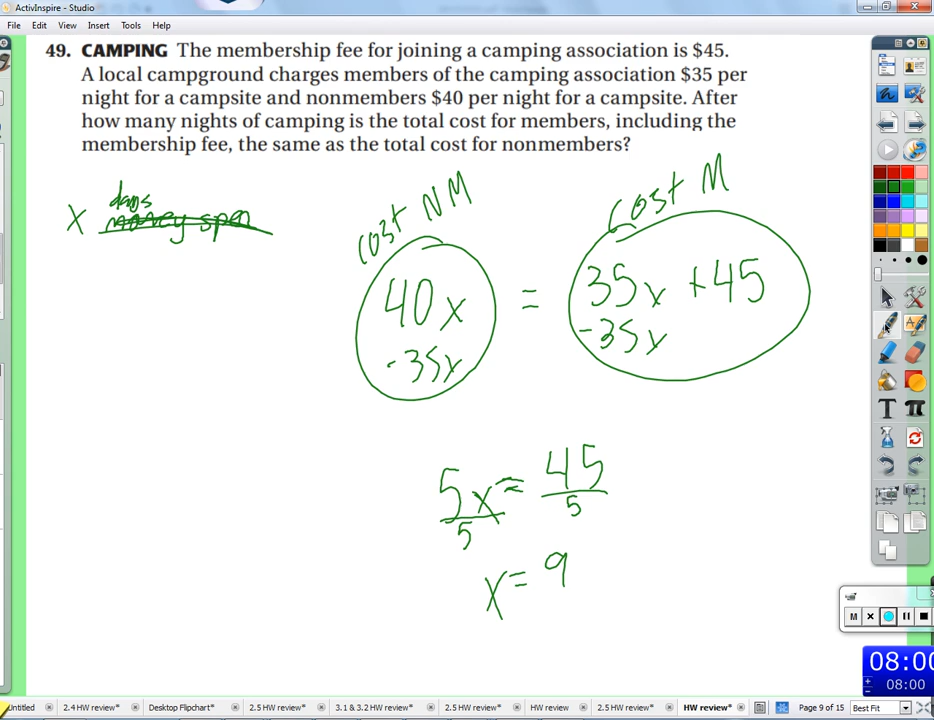 ActivInspire - Studio
File Edit View Insert Tools Help
49. CAMPING The membership fee for joining a camping association is $45.
A local campground charges members of the camping association $35 per
night for a campsite and nonmembers $40 per night for a campsite. After
how many nights of camping is the total cost for members, including the
membership fee, the same as the total cost for nonmembers?
days
X money spen
cost NM
cost M
40x = 35x +45
-35x -35x
5x = 45
5 5
x = 9
M
08:00
08:00
ntitled 2.4 HW review* Desktop Flipchart* 2.5 HW review* 3.1 & 3.2 HW review* 2.5 HW review* HW review 2.5 HW review* HW review* Page 9 of 15 Best Fit